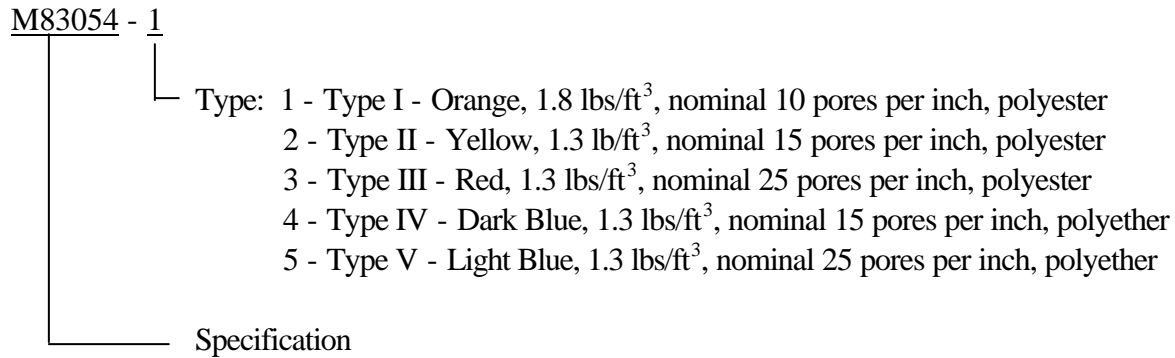 M83054 - 1
Type: 1 - Type I - Orange, 1.8 lbs/ft³, nominal 10 pores per inch, polyester
2 - Type II - Yellow, 1.3 lb/ft³, nominal 15 pores per inch, polyester
3 - Type III - Red, 1.3 lbs/ft³, nominal 25 pores per inch, polyester
4 - Type IV - Dark Blue, 1.3 lbs/ft³, nominal 15 pores per inch, polyether
5 - Type V - Light Blue, 1.3 lbs/ft³, nominal 25 pores per inch, polyether
Specification